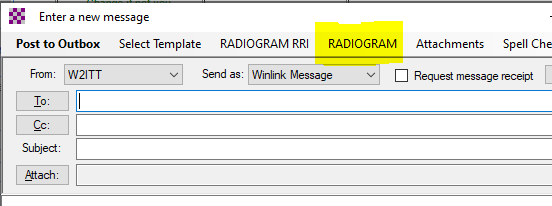 Enter a new message
Post to Outbox Select Template RADIOGRAM RRI RADIOGRAM Attachments Spell Che
From: W2ITT Send as: Winlink Message Request message receipt
To:
Cc:
Subject:
Attach: